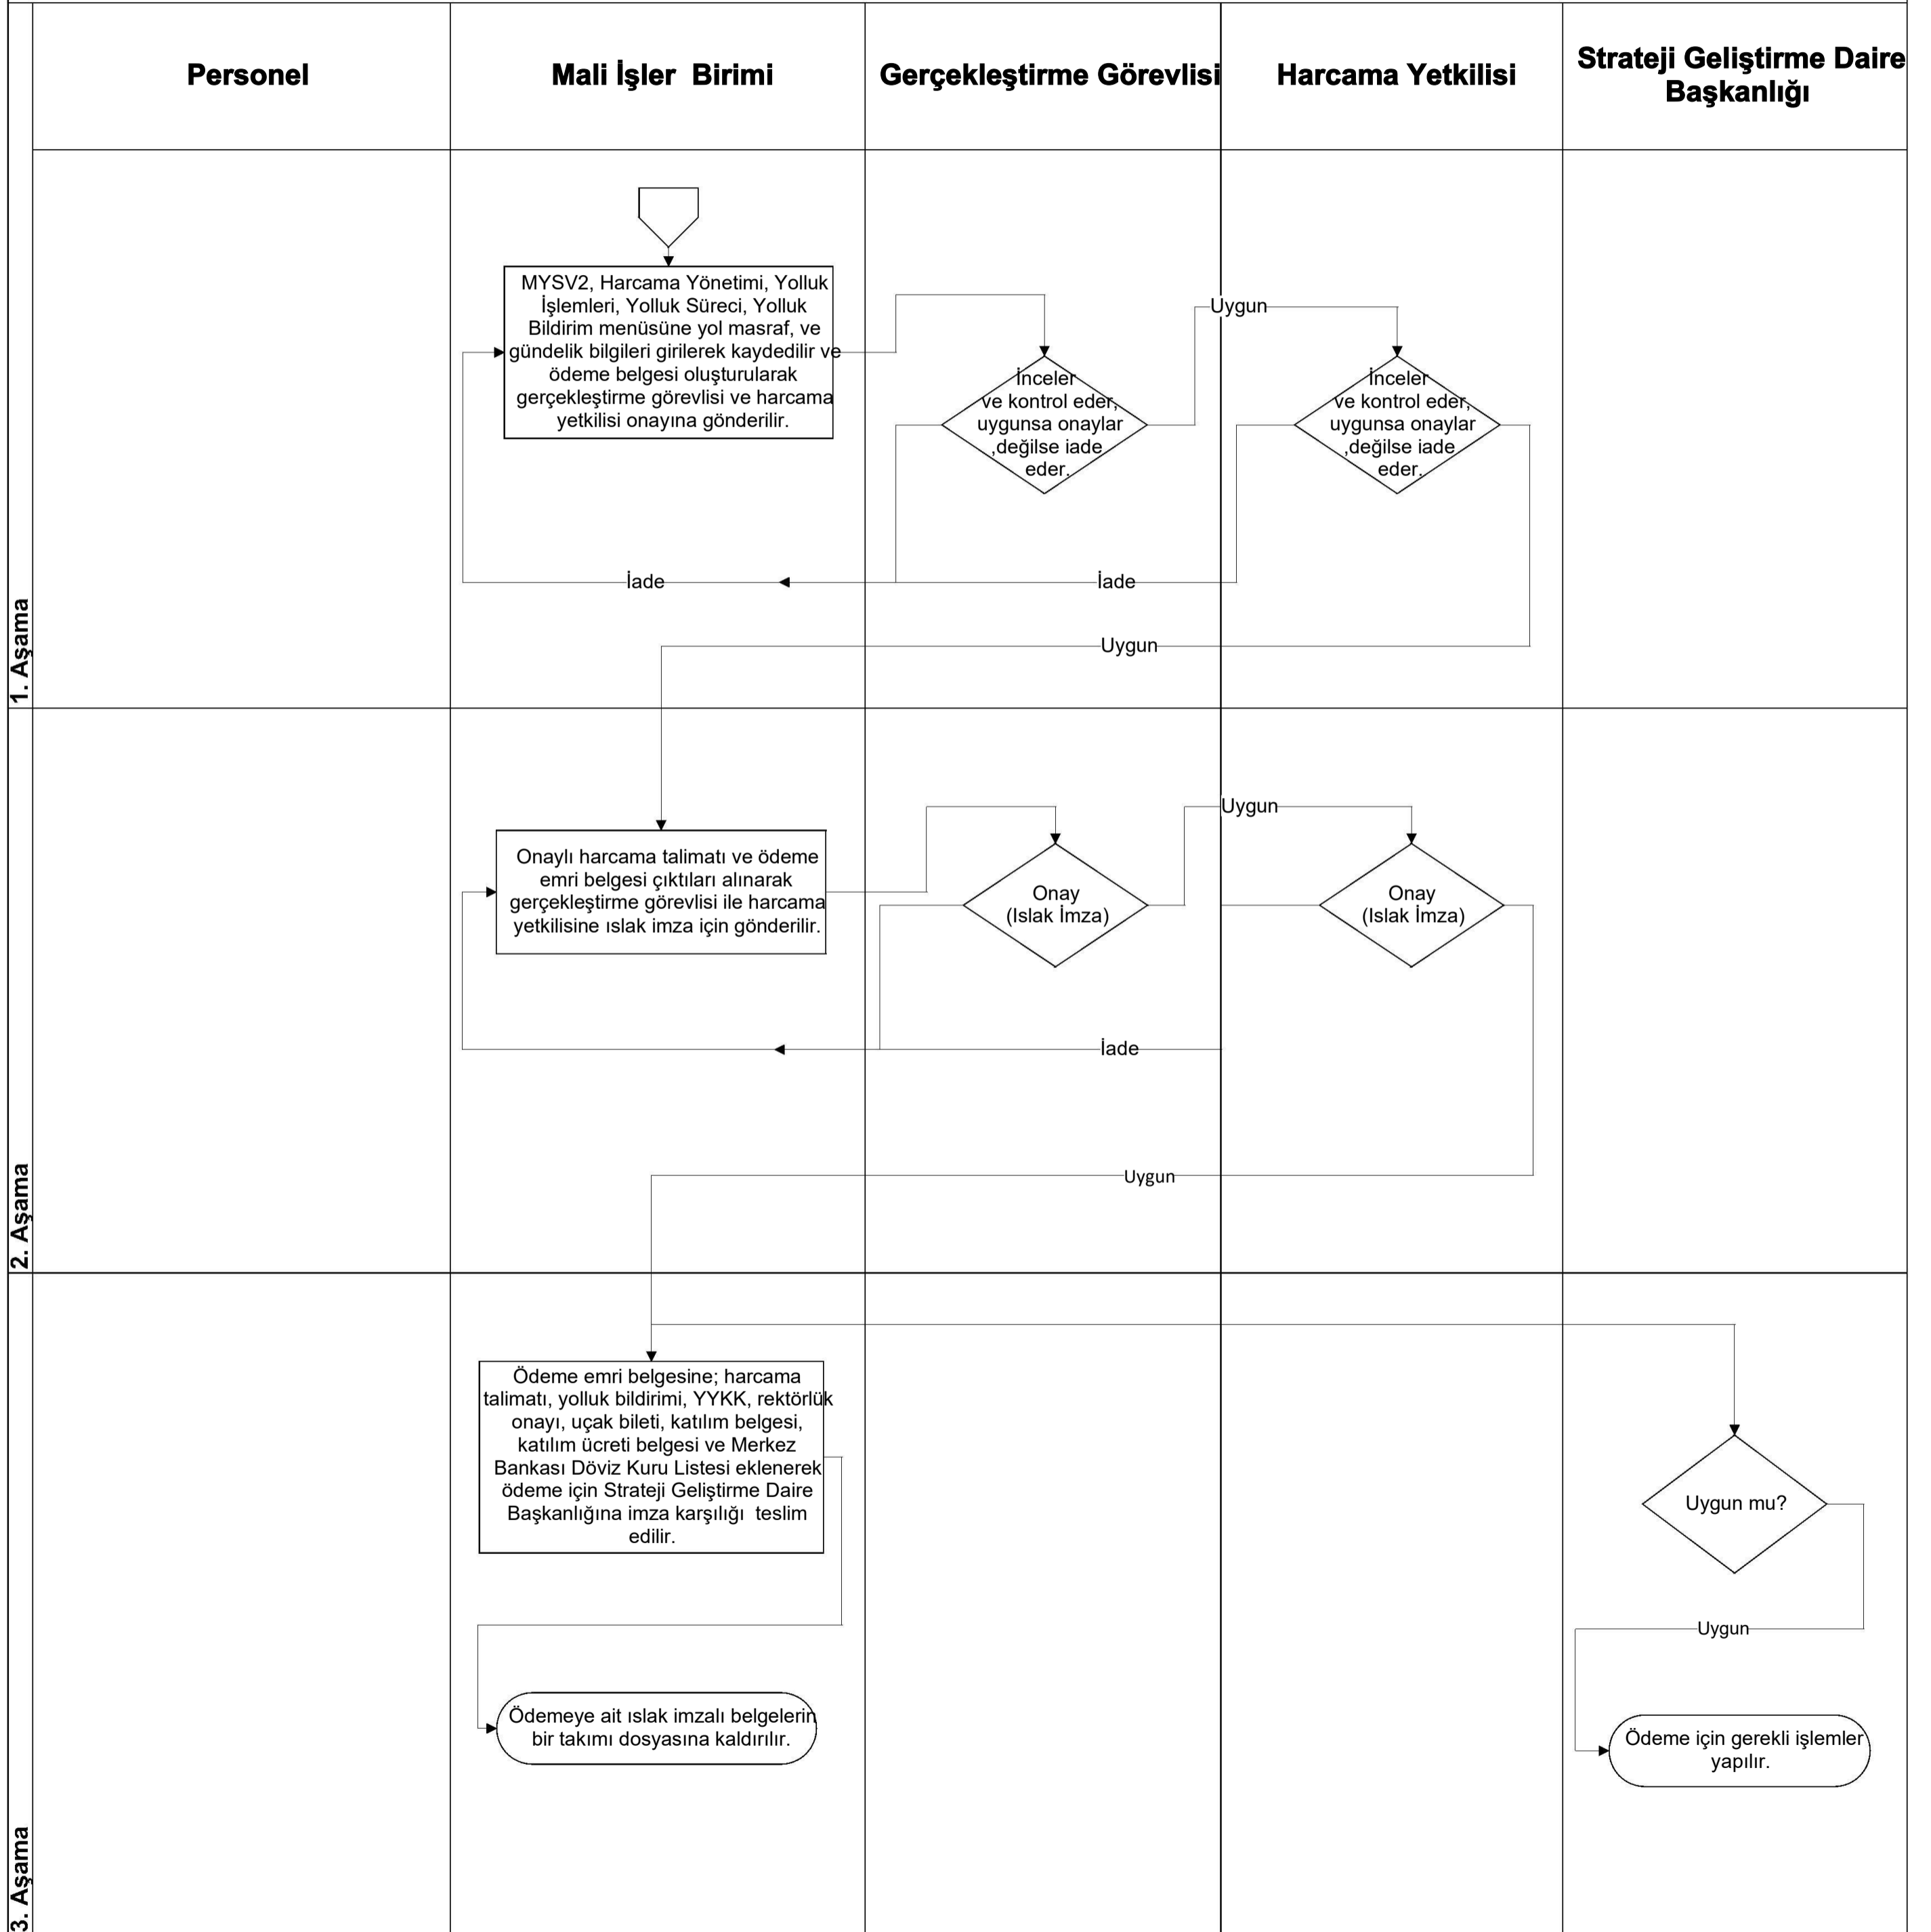 Personel
Mali İşler  Birimi
Gerçekleştirme Görevlisi
Harcama Yetkilisi
Strateji Geliştirme Daire
Başkanlığı
1. Aşama
MYSV2, Harcama Yönetimi, Yolluk
İşlemleri, Yolluk Süreci, Yolluk
Bildirim menüsüne yol masraf, ve
gündelik bilgileri girilerek kaydedilir ve
ödeme belgesi oluşturularak
gerçekleştirme görevlisi ve harcama
yetkilisi onayına gönderilir.
İnceler
ve kontrol eder,
uygunsa onaylar
,değilse iade
eder.
Uygun
İnceler
ve kontrol eder,
uygunsa onaylar
,değilse iade
eder.
İade
İade
Uygun
2. Aşama
Onaylı harcama talimatı ve ödeme
emri belgesi çıktıları alınarak
gerçekleştirme görevlisi ile harcama
yetkilisine ıslak imza için gönderilir.
Onay
(Islak İmza)
Uygun
Onay
(Islak İmza)
İade
Uygun
3. Aşama
Ödeme emri belgesine; harcama
talimatı, yolluk bildirimi, YYKK, rektörlük
onayı, uçak bileti, katılım belgesi,
katılım ücreti belgesi ve Merkez
Bankası Döviz Kuru Listesi eklenerek
ödeme için Strateji Geliştirme Daire
Başkanlığına imza karşılığı  teslim
edilir.
Uygun mu?
Uygun
Ödemeye ait ıslak imzalı belgelerin
bir takımı dosyasına kaldırılır.
Ödeme için gerekli işlemler
yapılır.